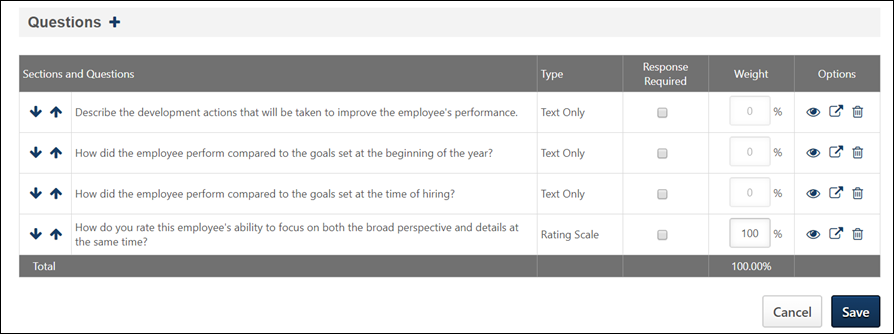 Questions +
Sections and Questions Type Response Required Weight Options
Describe the development actions that will be taken to improve the employee's performance. Text Only 0 %
How did the employee perform compared to the goals set at the beginning of the year? Text Only 0 %
How did the employee perform compared to the goals set at the time of hiring? Text Only 0 %
How do you rate this employee's ability to focus on both the broad perspective and details at
the same time? Rating Scale 100 %
Total 100.00%
Cancel Save